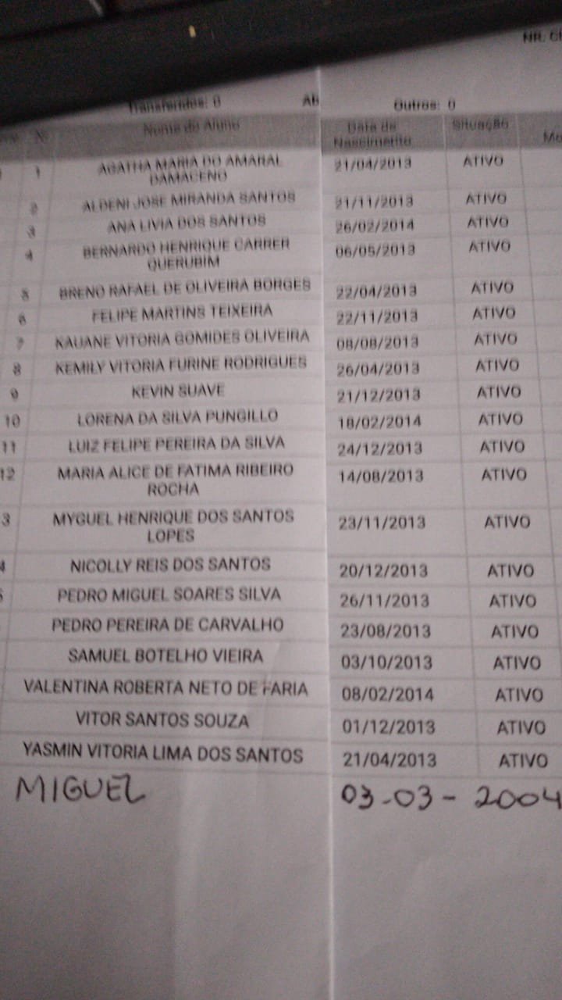 NR. Cl
Transferidos: 0 Ab Outros: 0
Nº Nome do Aluno Data de Nascimento Situação Mo
1 AGATHA MARIA DO AMARAL DAMACENO 21/04/2013 ATIVO
2 ALDENI JOSE MIRANDA SANTOS 21/11/2013 ATIVO
3 ANA LIVIA DOS SANTOS 26/02/2014 ATIVO
4 BERNARDO HENRIQUE CARRER QUERUBIM 06/05/2013 ATIVO
5 BRENO RAFAEL DE OLIVEIRA BORGES 22/04/2013 ATIVO
6 FELIPE MARTINS TEIXEIRA 22/11/2013 ATIVO
7 KAUANE VITORIA GOMIDES OLIVEIRA 08/08/2013 ATIVO
8 KEMILY VITORIA FURINE RODRIGUES 26/04/2013 ATIVO
9 KEVIN SUAVE 21/12/2013 ATIVO
10 LORENA DA SILVA PUNGILLO 18/02/2014 ATIVO
11 LUIZ FELIPE PEREIRA DA SILVA 24/12/2013 ATIVO
12 MARIA ALICE DE FATIMA RIBEIRO ROCHA 14/08/2013 ATIVO
3 MYGUEL HENRIQUE DOS SANTOS LOPES 23/11/2013 ATIVO
4 NICOLLY REIS DOS SANTOS 20/12/2013 ATIVO
5 PEDRO MIGUEL SOARES SILVA 26/11/2013 ATIVO
PEDRO PEREIRA DE CARVALHO 23/08/2013 ATIVO
SAMUEL BOTELHO VIEIRA 03/10/2013 ATIVO
VALENTINA ROBERTA NETO DE FARIA 08/02/2014 ATIVO
VITOR SANTOS SOUZA 01/12/2013 ATIVO
YASMIN VITORIA LIMA DOS SANTOS 21/04/2013 ATIVO
MIGUEL 03-03-2004